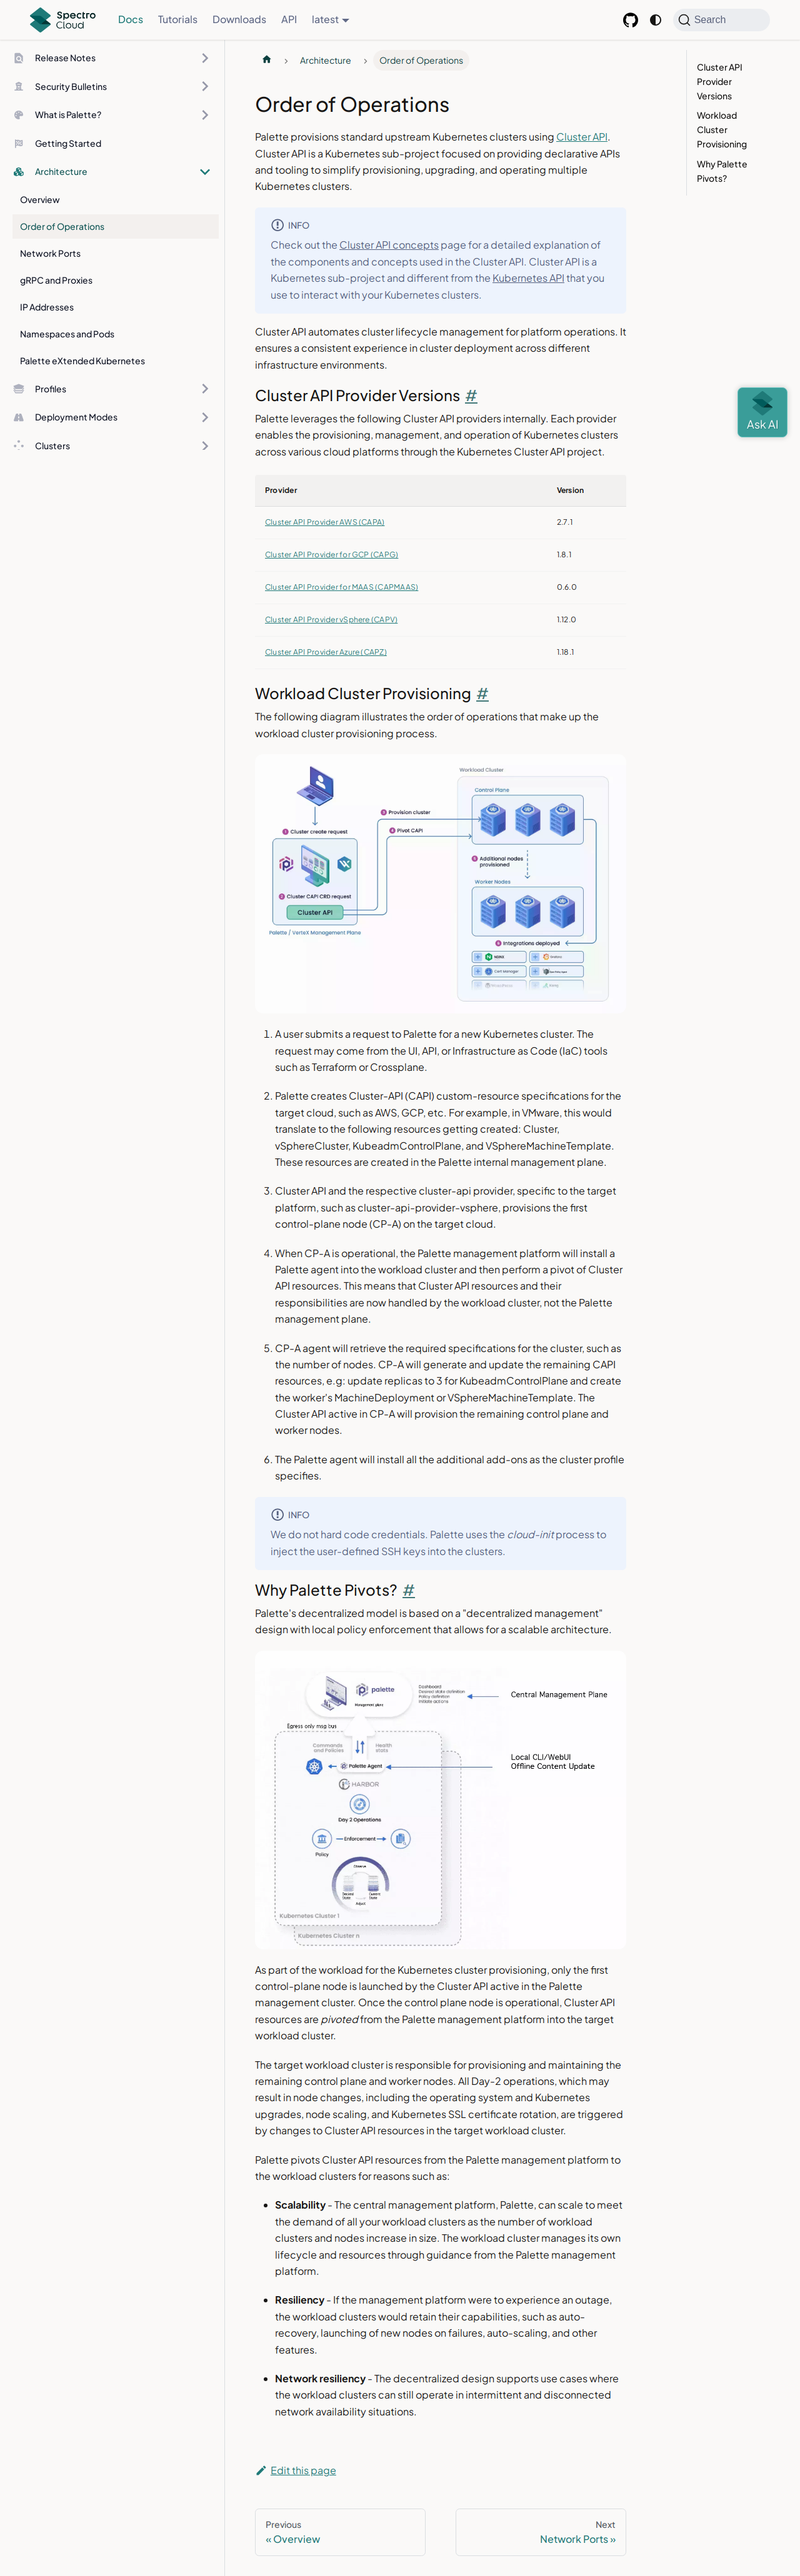 Spectro Cloud
Docs
Tutorials
Downloads
API
latest
Search
Release Notes
Security Bulletins
What is Palette?
Getting Started
Architecture
Overview
Order of Operations
Network Ports
gRPC and Proxies
IP Addresses
Namespaces and Pods
Palette eXtended Kubernetes
Profiles
Deployment Modes
Clusters
Architecture
Order of Operations
Order of Operations
Palette provisions standard upstream Kubernetes clusters using Cluster API.
Cluster API is a Kubernetes sub-project focused on providing declarative APIs
and tooling to simplify provisioning, upgrading, and operating multiple
Kubernetes clusters.
INFO
Check out the Cluster API concepts page for a detailed explanation of
the components and concepts used in the Cluster API. Cluster API is a
Kubernetes sub-project and different from the Kubernetes API that you
use to interact with your Kubernetes clusters.
Cluster API automates cluster lifecycle management for platform operations. It
ensures a consistent experience in cluster deployment across different
infrastructure environments.
Cluster API Provider Versions #
Palette leverages the following Cluster API providers internally. Each provider
enables the provisioning, management, and operation of Kubernetes clusters
across various cloud platforms through the Kubernetes Cluster API project.
Provider Version
Cluster API Provider AWS (CAPA) 2.7.1
Cluster API Provider for GCP (CAPG) 1.8.1
Cluster API Provider for MAAS (CAPMAAS) 0.6.0
Cluster API Provider vSphere (CAPV) 1.12.0
Cluster API Provider Azure (CAPZ) 1.18.1
Workload Cluster Provisioning #
The following diagram illustrates the order of operations that make up the
workload cluster provisioning process.
Workload Cluster
Control Plane
3 Provision cluster
1 Cluster create request
4 Pivot CAPI
5 Additional nodes
provisioned
2 Cluster CAPI CRD request
Cluster API
Palette / VerteX Management Plane
Worker Nodes
6 Integrations deployed
NGINX
Grafana
Cert Manager
1. A user submits a request to Palette for a new Kubernetes cluster. The
request may come from the UI, API, or Infrastructure as Code (IaC) tools
such as Terraform or Crossplane.
2. Palette creates Cluster-API (CAPI) custom-resource specifications for the
target cloud, such as AWS, GCP, etc. For example, in VMware, this would
translate to the following resources getting created: Cluster,
vSphereCluster, KubeadmControlPlane, and VSphereMachineTemplate.
These resources are created in the Palette internal management plane.
3. Cluster API and the respective cluster-api provider, specific to the target
platform, such as cluster-api-provider-vsphere, provisions the first
control-plane node (CP-A) on the target cloud.
4. When CP-A is operational, the Palette management platform will install a
Palette agent into the workload cluster and then perform a pivot of Cluster
API resources. This means that Cluster API resources and their
responsibilities are now handled by the workload cluster, not the Palette
management plane.
5. CP-A agent will retrieve the required specifications for the cluster, such as
the number of nodes. CP-A will generate and update the remaining CAPI
resources, e.g: update replicas to 3 for KubeadmControlPlane and create
the worker's MachineDeployment or VSphereMachineTemplate. The
Cluster API active in CP-A will provision the remaining control plane and
worker nodes.
6. The Palette agent will install all the additional add-ons as the cluster profile
specifies.
INFO
We do not hard code credentials. Palette uses the cloud-init process to
inject the user-defined SSH keys into the clusters.
Why Palette Pivots? #
Palette's decentralized model is based on a "decentralized management"
design with local policy enforcement that allows for a scalable architecture.
palette
Management plane
Dashboard
Desired state definition
Policy definition
Initiate actions
Central Management Plane
Egress only msg bus
Commands
and Policies
Health
stats
Palette Agent
Local CLI/WebUI
Offline Content Update
HARBOR
Day 2 Operations
Enforcement
Policy
Observe
Desired State
Current State
Adjust
Kubernetes Cluster 1
Kubernetes Cluster n
As part of the workload for the Kubernetes cluster provisioning, only the first
control-plane node is launched by the Cluster API active in the Palette
management cluster. Once the control plane node is operational, Cluster API
resources are pivoted from the Palette management platform into the target
workload cluster.
The target workload cluster is responsible for provisioning and maintaining the
remaining control plane and worker nodes. All Day-2 operations, which may
result in node changes, including the operating system and Kubernetes
upgrades, node scaling, and Kubernetes SSL certificate rotation, are triggered
by changes to Cluster API resources in the target workload cluster.
Palette pivots Cluster API resources from the Palette management platform to
the workload clusters for reasons such as:
Scalability - The central management platform, Palette, can scale to meet
the demand of all your workload clusters as the number of workload
clusters and nodes increase in size. The workload cluster manages its own
lifecycle and resources through guidance from the Palette management
platform.
Resiliency - If the management platform were to experience an outage,
the workload clusters would retain their capabilities, such as auto-
recovery, launching of new nodes on failures, auto-scaling, and other
features.
Network resiliency - The decentralized design supports use cases where
the workload clusters can still operate in intermittent and disconnected
network availability situations.
Edit this page
Previous
« Overview
Next
Network Ports »
Cluster API
Provider
Versions
Workload
Cluster
Provisioning
Why Palette
Pivots?
Ask AI